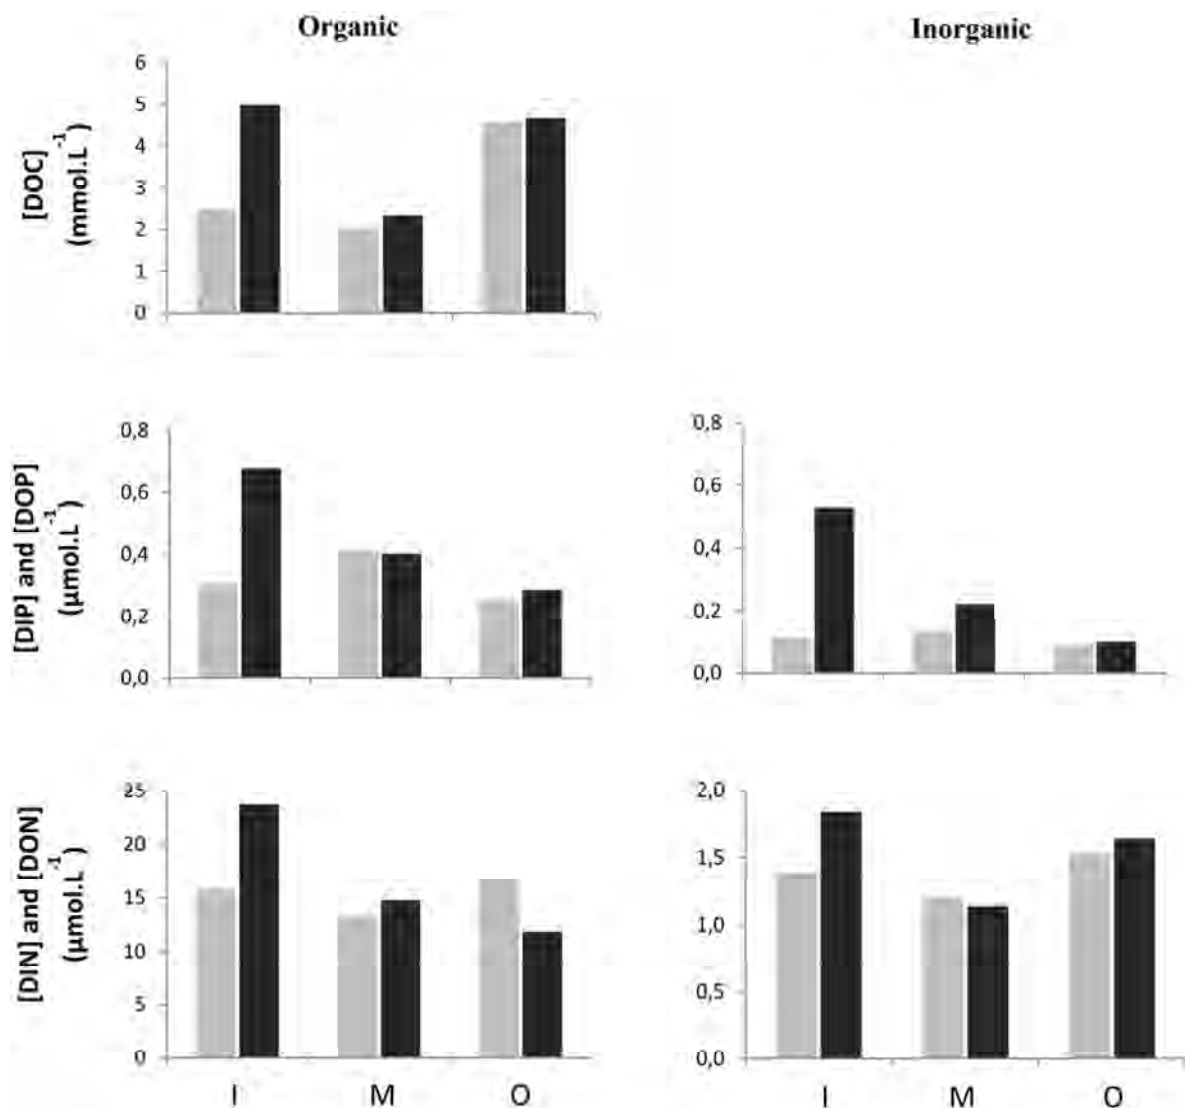 Organic
Inorganic
[DOC]
(mmol.L⁻¹)
6
5
4
3
2
1
0
[DIP] and [DOP]
(µmol.L⁻¹)
0,8
0,6
0,4
0,2
0,0
0,8
0,6
0,4
0,2
0,0
[DIN] and [DON]
(µmol.L⁻¹)
25
20
15
10
5
0
I M O
2,0
1,5
1,0
0,5
0,0
I M O